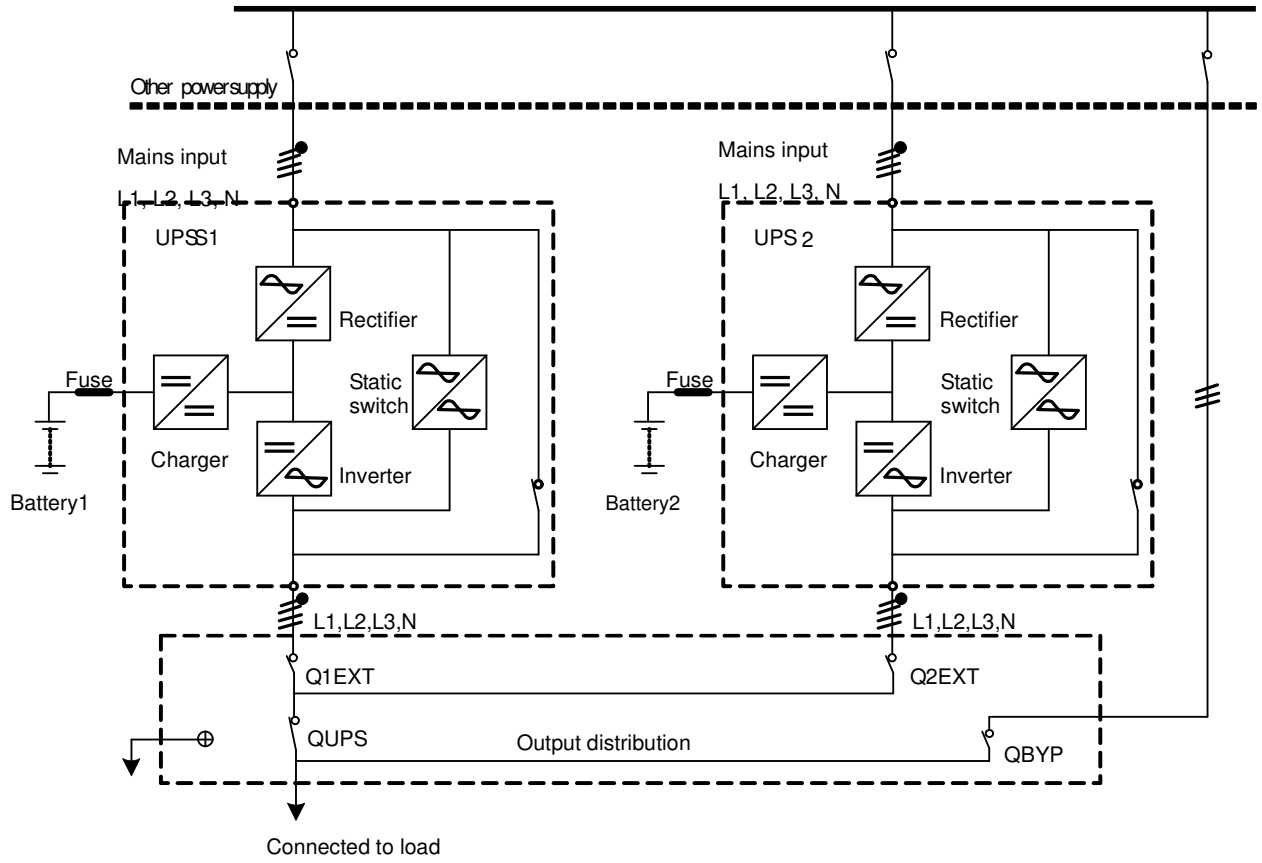 Other powersupply
Mains input
L1, L2, L3, N
UPSS1
Rectifier
Fuse
Static
switch
Charger
Inverter
Battery1
L1,L2,L3,N
Mains input
L1, L2, L3, N
UPS 2
Rectifier
Fuse
Static
switch
Charger
Inverter
Battery2
L1,L2,L3,N
Q1EXT
Q2EXT
QUPS
Output distribution
QBYP
Connected to load